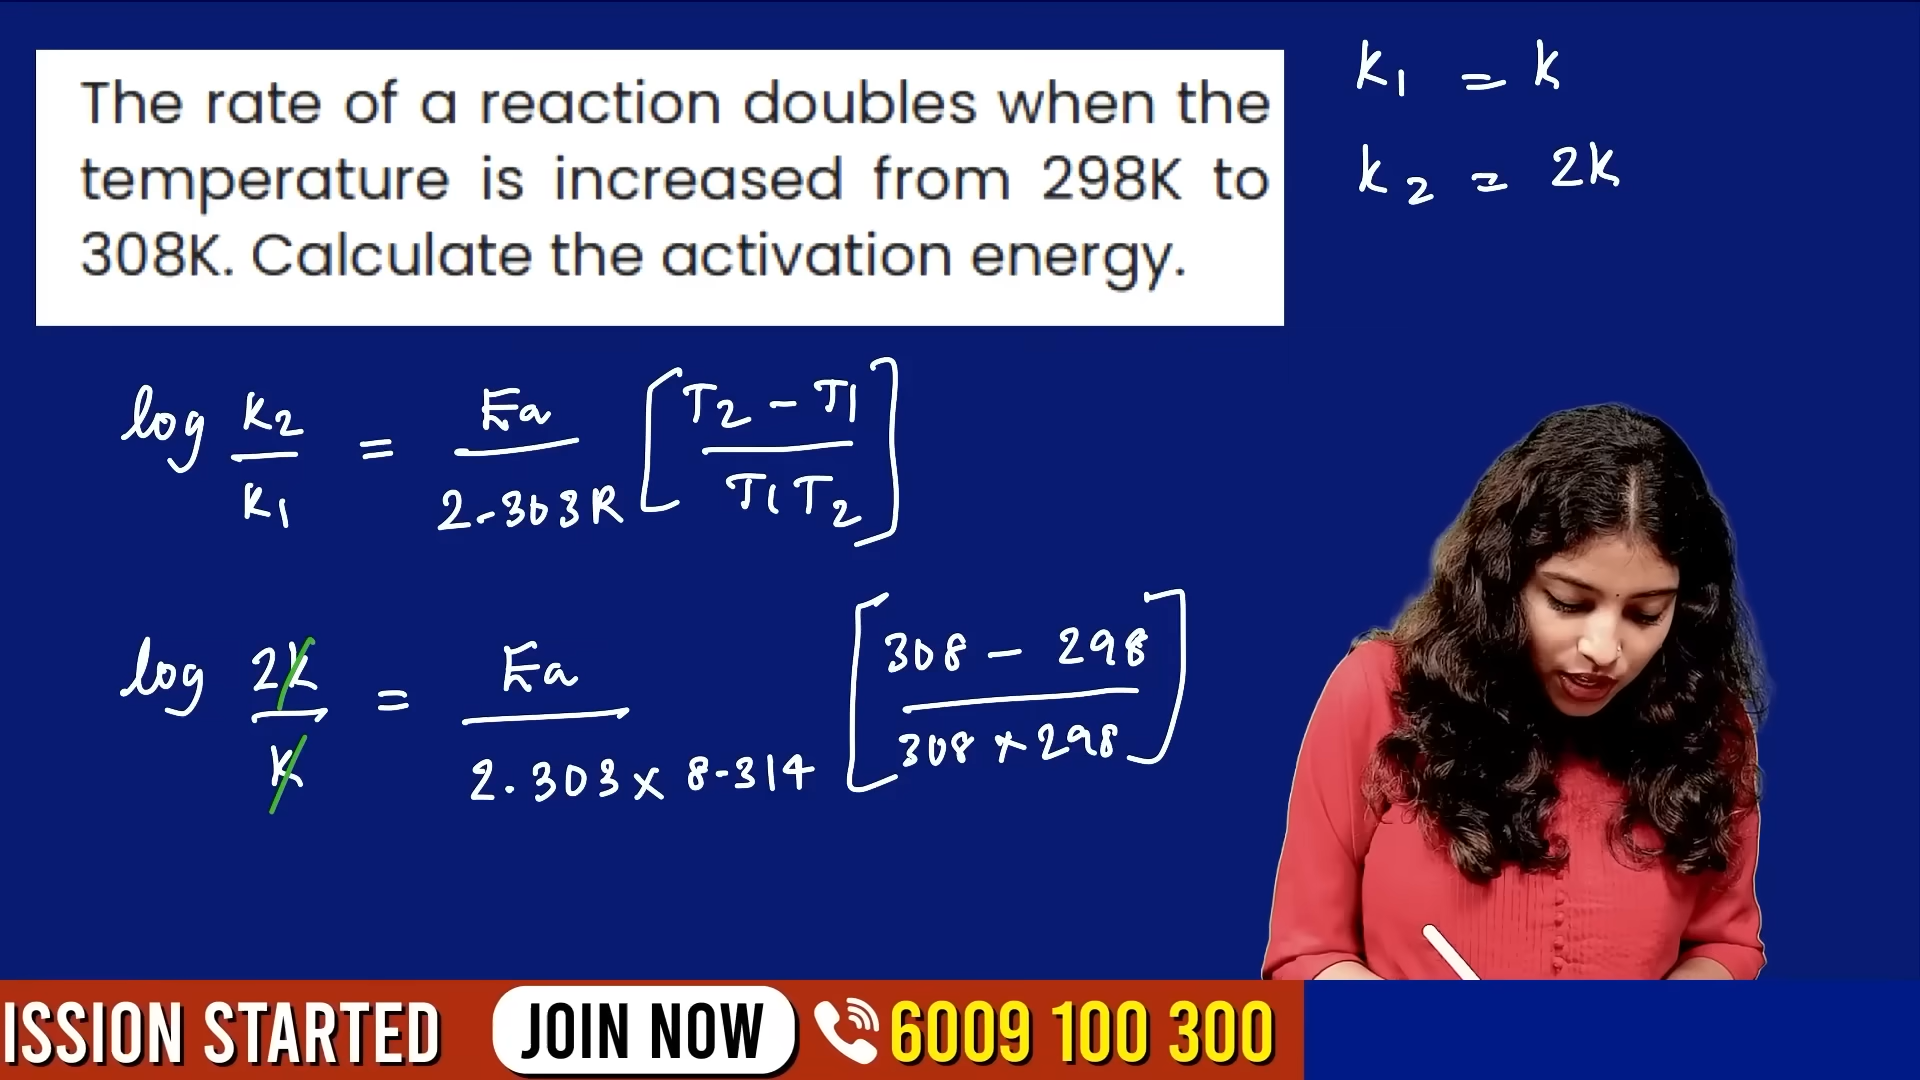 The rate of a reaction doubles when the
temperature is increased from 298K to
308K. Calculate the activation energy.
K1 = K
K2 = 2K
log K2/K1 = Ea/2.303R [T2 - T1/T1T2]
log 2K/K = Ea/2.303 x 8.314 [308 - 298/308 x 298]
ISSION STARTED JOIN NOW 6009 100 300